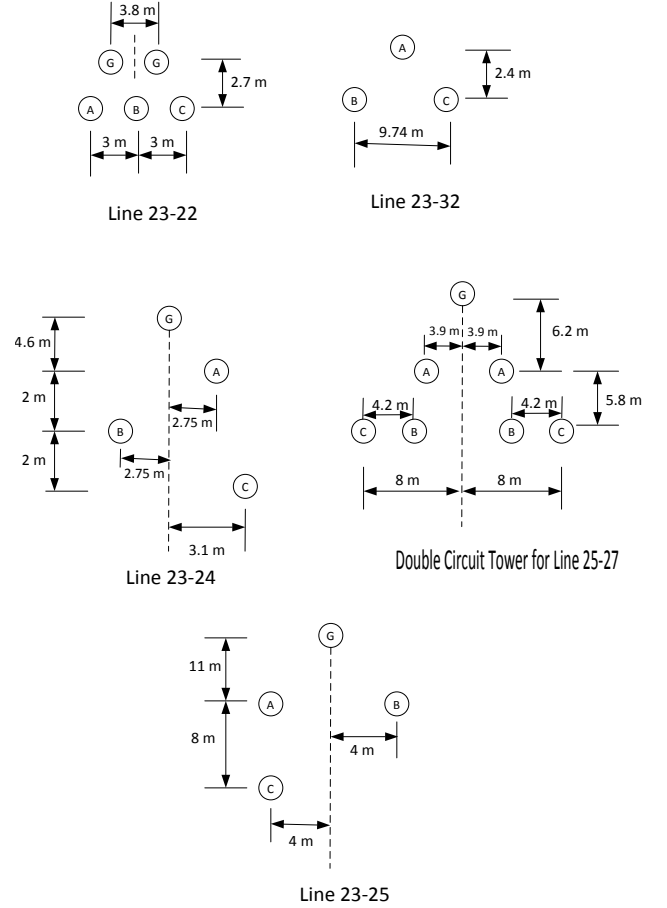 3.8 m
G G
2.7 m
A B C
3 m 3 m
Line 23-22
A
2.4 m
B C
9.74 m
Line 23-32
G
4.6 m
A
2 m
2.75 m
B
2 m
2.75 m
C
3.1 m
Line 23-24
G
3.9 m 3.9 m
6.2 m
A A
4.2 m 4.2 m
5.8 m
C B B C
8 m 8 m
Double Circuit Tower for Line 25-27
G
11 m
A B
8 m
4 m
C
4 m
Line 23-25